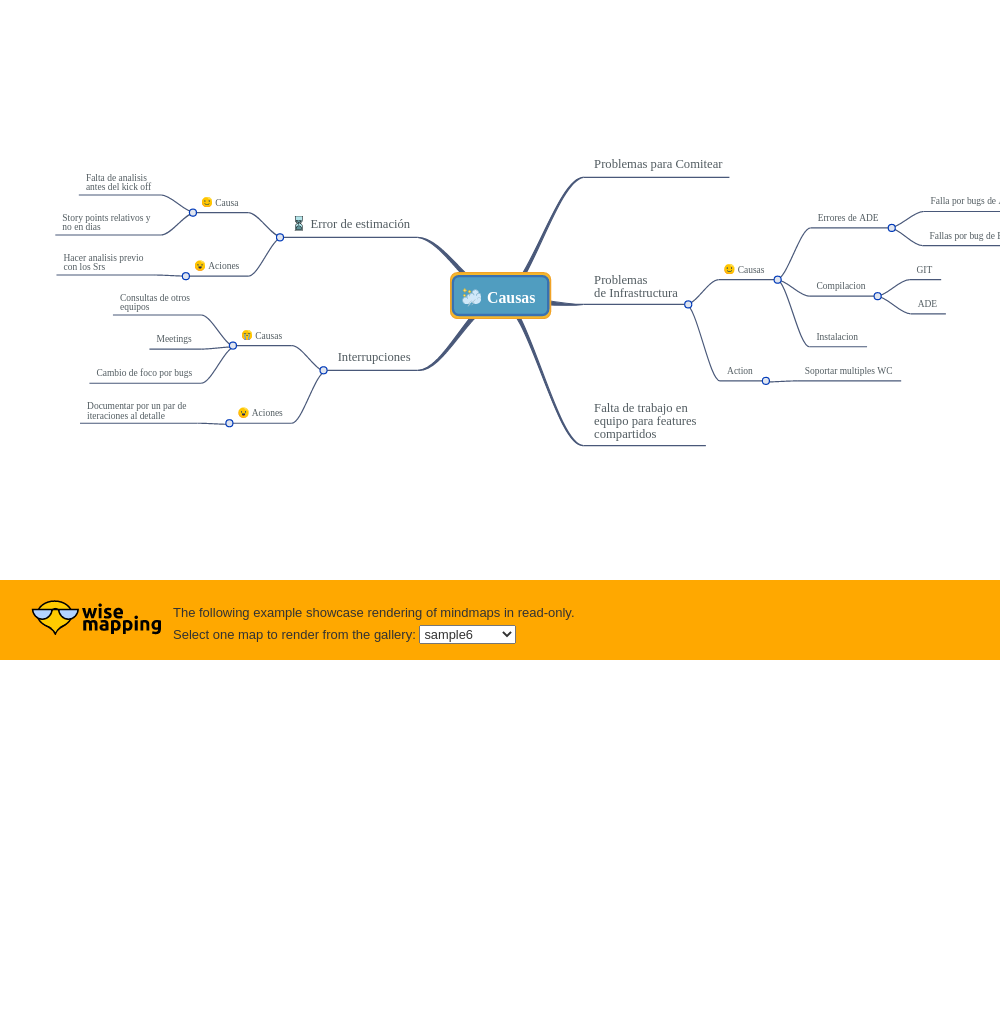 Falta de analisis
antes del kick off
Story points relativos y
no en dias
Causa
Hacer analisis previo
con los Srs
Aciones
Error de estimación
Consultas de otros
equipos
Meetings
Cambio de foco por bugs
Causas
Documentar por un par de
iteraciones al detalle
Aciones
Interrupciones
Causas
Problemas para Comitear
Problemas
de Infrastructura
Causas
Errores de ADE
Falla por bugs de
Fallas por bug de
Compilacion
GIT
ADE
Instalacion
Action
Soportar multiples WC
Falta de trabajo en
equipo para features
compartidos
wise
mapping
The following example showcase rendering of mindmaps in read-only.
Select one map to render from the gallery: sample6